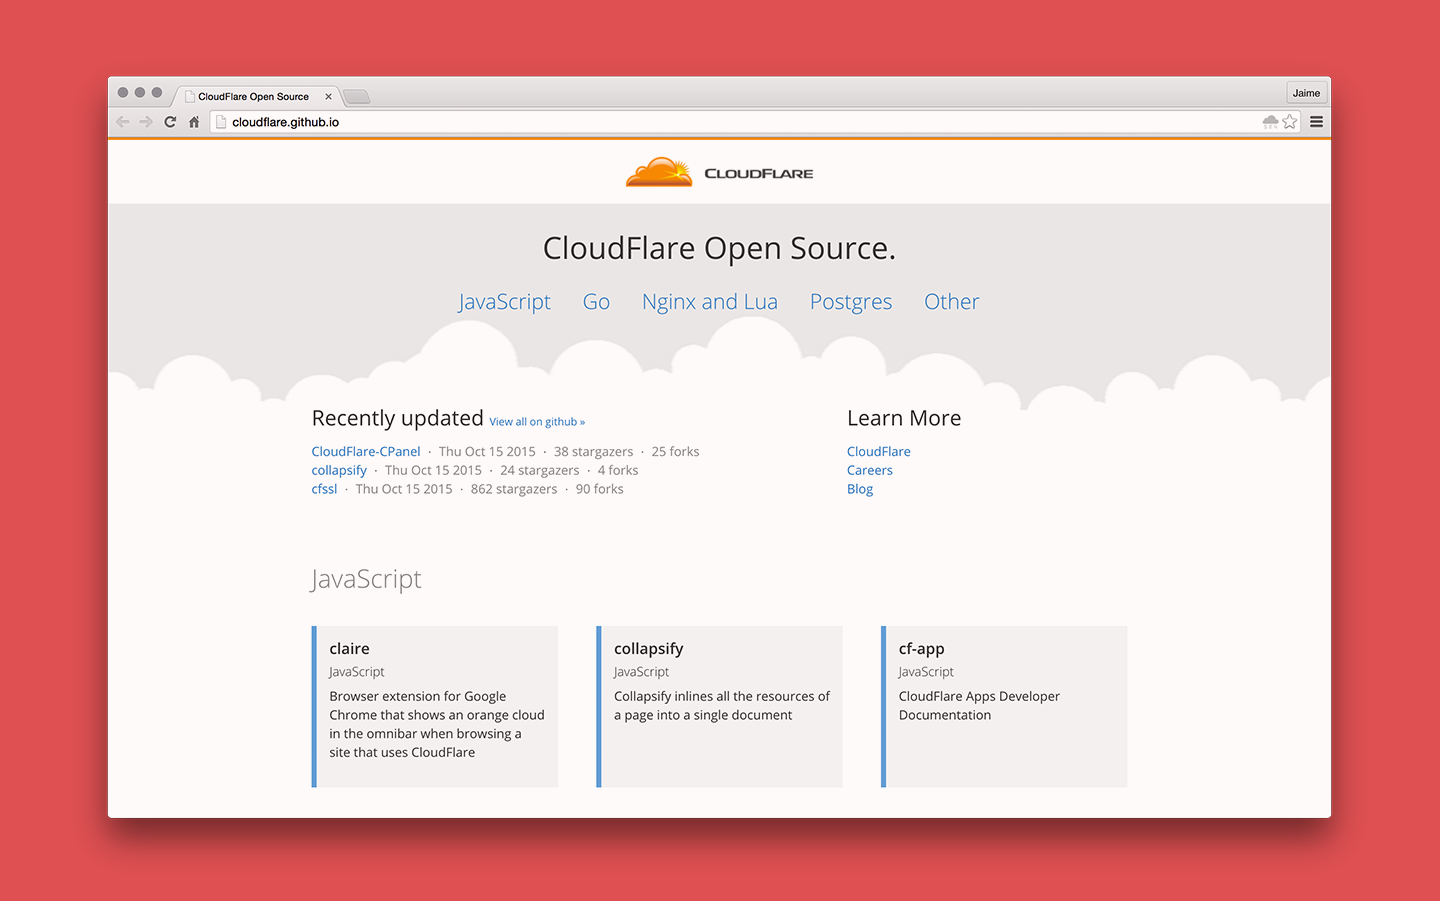 CloudFlare Open Source
Jaime
cloudflare.github.io
CLOUDFLARE
CloudFlare Open Source.
JavaScript Go Nginx and Lua Postgres Other
Recently updated View all on github »
CloudFlare-CPanel · Thu Oct 15 2015 · 38 stargazers · 25 forks
collapsify · Thu Oct 15 2015 · 24 stargazers · 4 forks
cfssl · Thu Oct 15 2015 · 862 stargazers · 90 forks
Learn More
CloudFlare
Careers
Blog
JavaScript
claire
JavaScript
Browser extension for Google
Chrome that shows an orange cloud
in the omnibar when browsing a
site that uses CloudFlare
collapsify
JavaScript
Collapsify inlines all the resources of
a page into a single document
cf-app
JavaScript
CloudFlare Apps Developer
Documentation